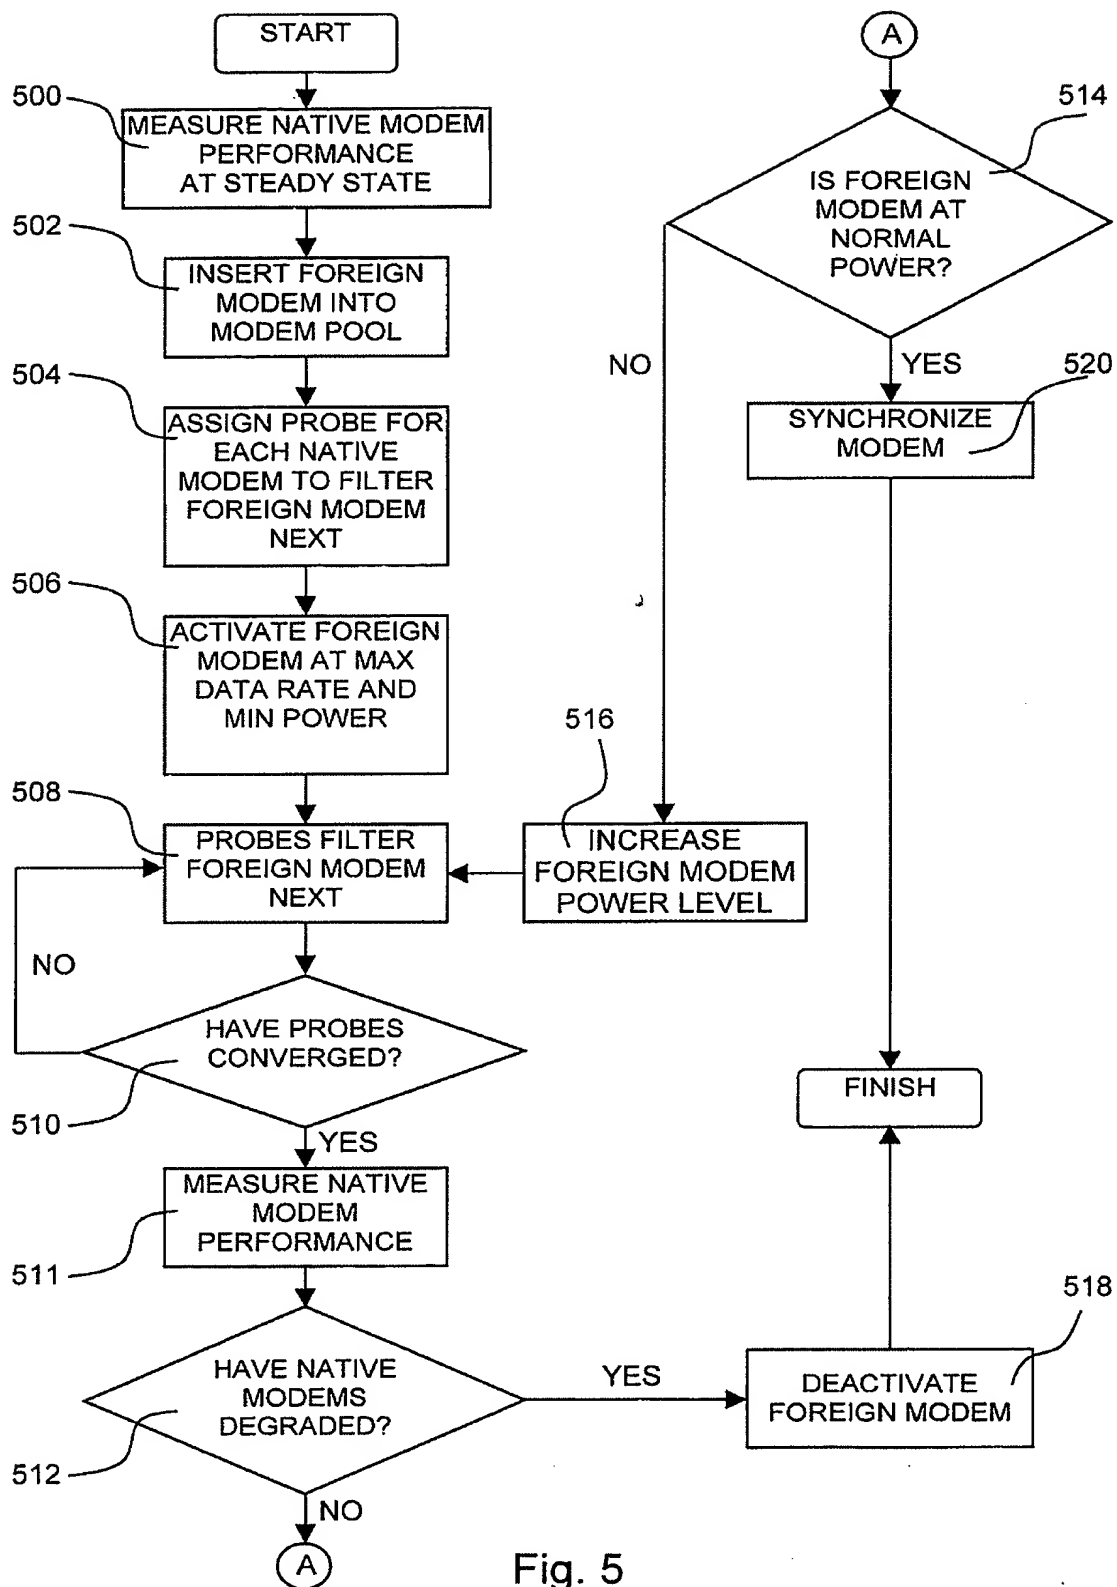 START
500
MEASURE NATIVE MODEM
PERFORMANCE
AT STEADY STATE
502
INSERT FOREIGN
MODEM INTO
MODEM POOL
504
ASSIGN PROBE FOR
EACH NATIVE
MODEM TO FILTER
FOREIGN MODEM
NEXT
506
ACTIVATE FOREIGN
MODEM AT MAX
DATA RATE AND
MIN POWER
508
PROBES FILTER
FOREIGN MODEM
NEXT
NO
HAVE PROBES
CONVERGED?
510
YES
MEASURE NATIVE
MODEM
PERFORMANCE
511
HAVE NATIVE
MODEMS
DEGRADED?
512
YES
NO
A
A
514
IS FOREIGN
MODEM AT
NORMAL
POWER?
NO
YES
520
SYNCHRONIZE
MODEM
516
INCREASE
FOREIGN MODEM
POWER LEVEL
FINISH
518
DEACTIVATE
FOREIGN MODEM
Fig. 5